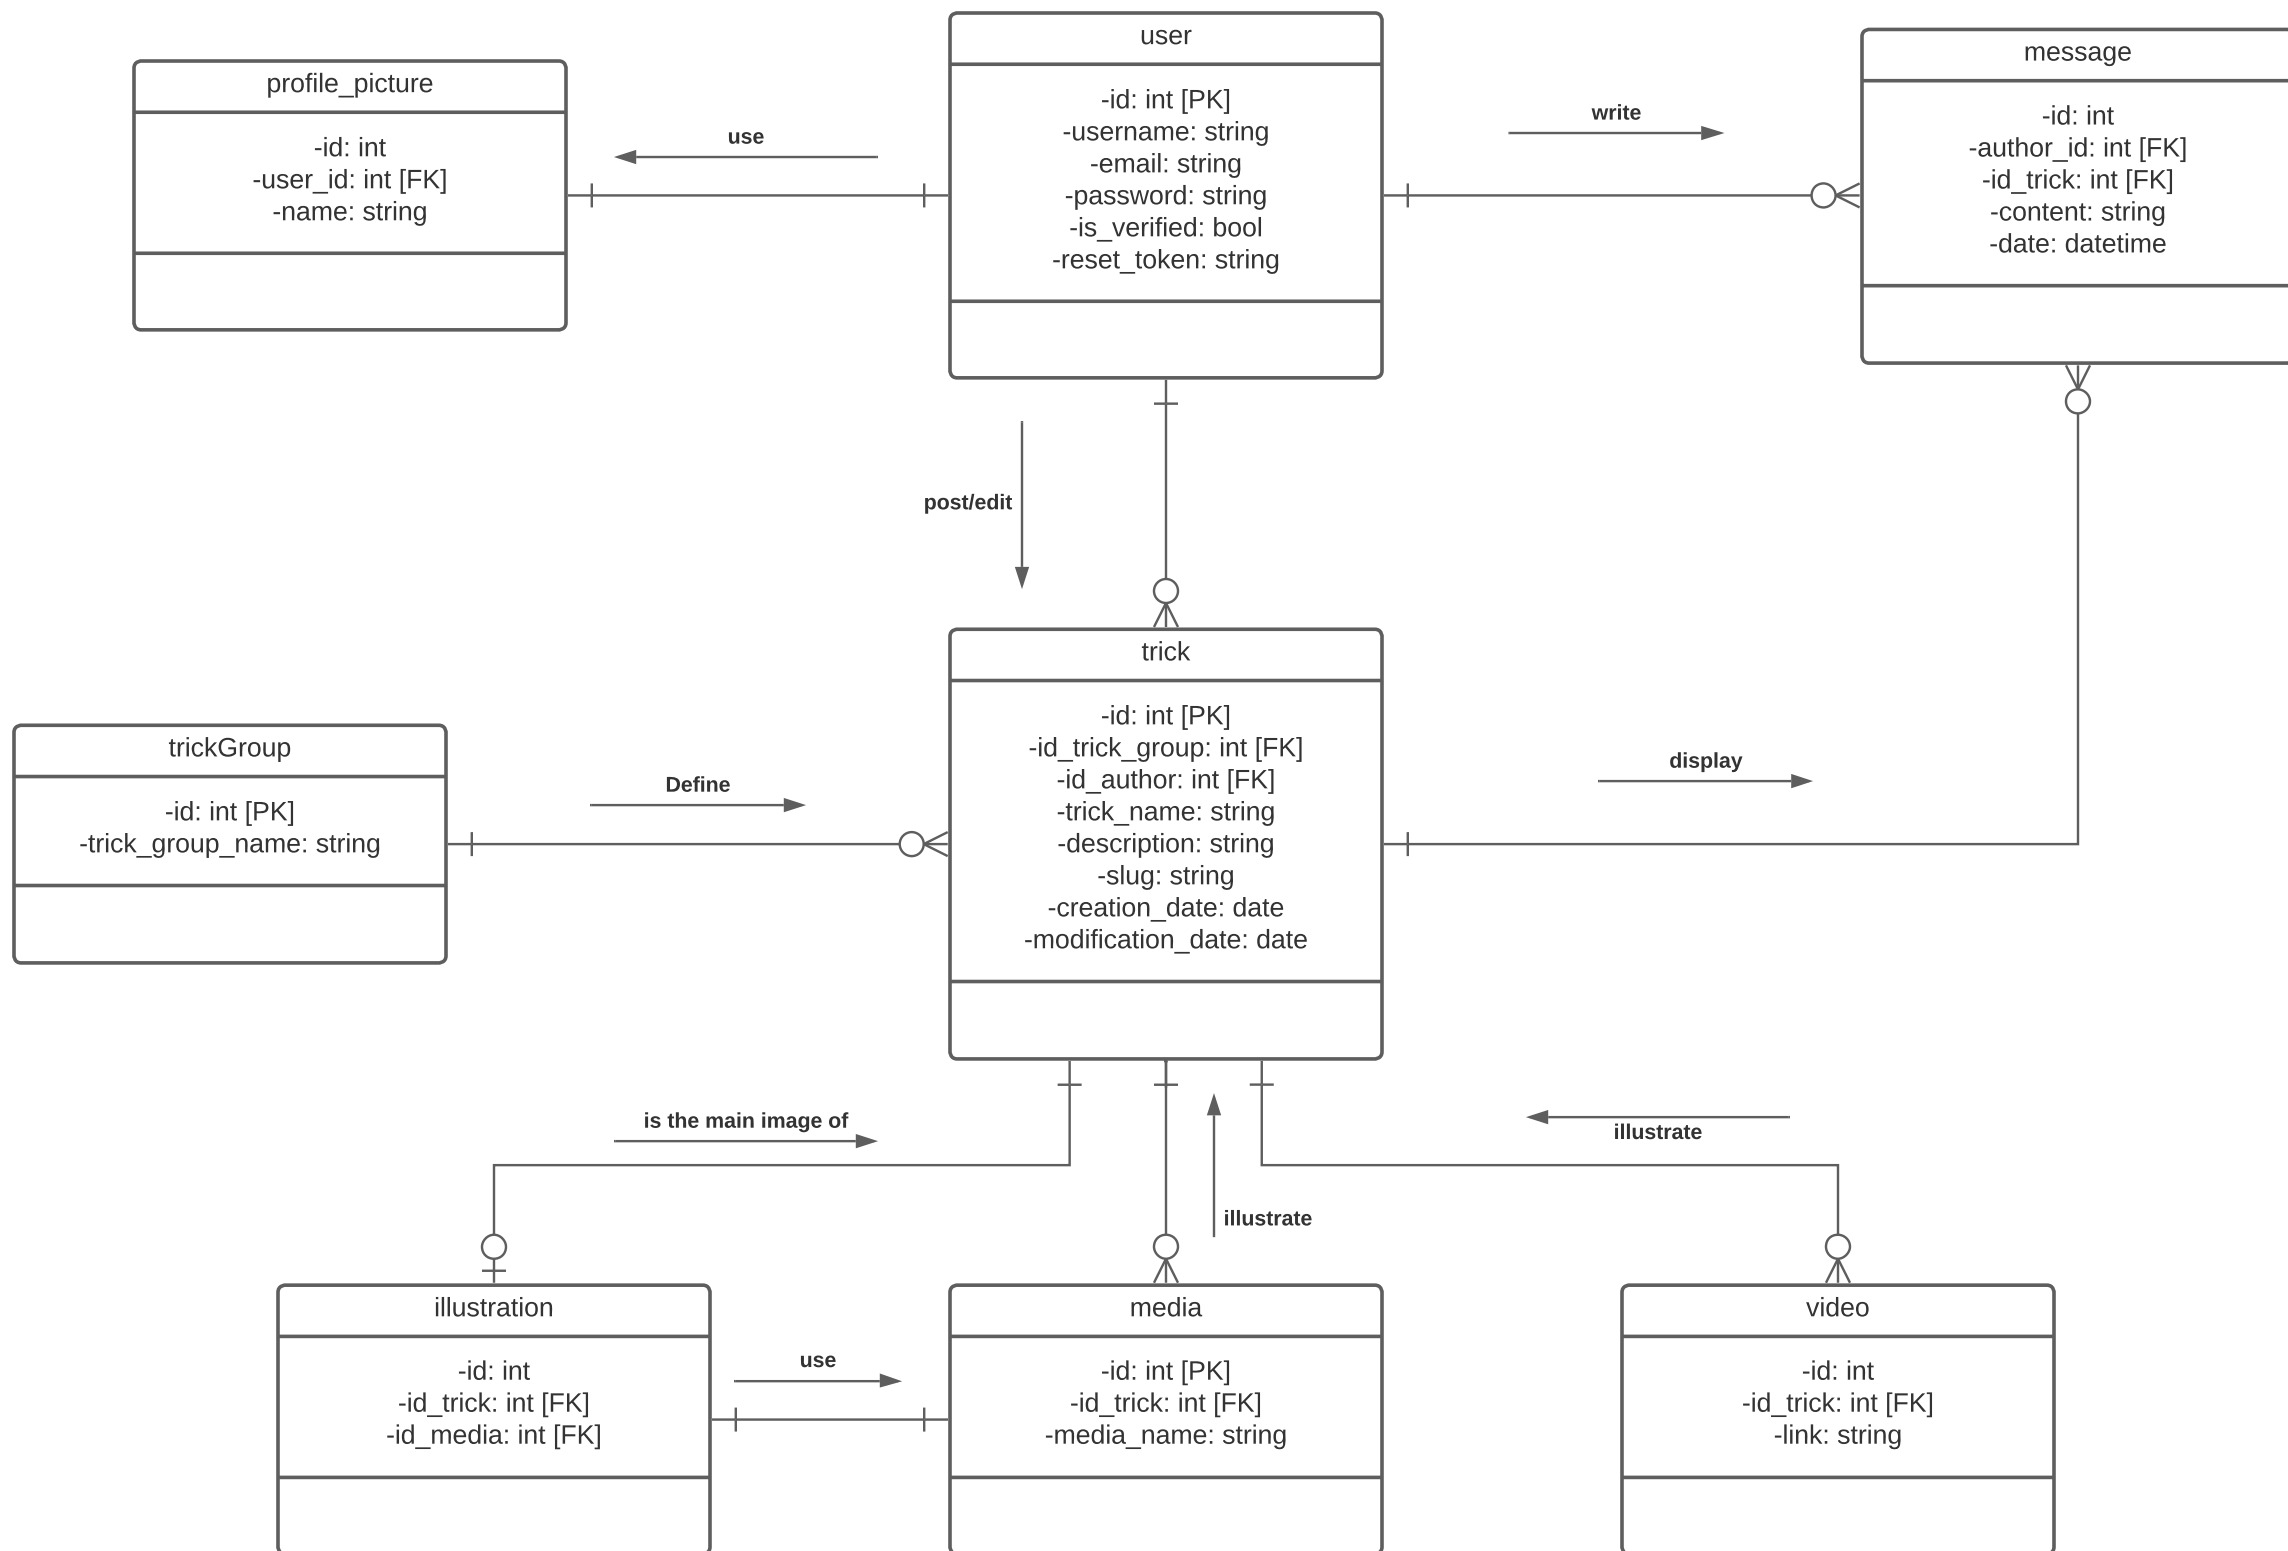 profile_picture
-id: int
-user_id: int [FK]
-name: string
use
user
-id: int [PK]
-username: string
-email: string
-password: string
-is_verified: bool
-reset_token: string
write
message
-id: int
-author_id: int [FK]
-id_trick: int [FK]
-content: string
-date: datetime
post/edit
trickGroup
-id: int [PK]
-trick_group_name: string
Define
trick
-id: int [PK]
-id_trick_group: int [FK]
-id_author: int [FK]
-trick_name: string
-description: string
-slug: string
-creation_date: date
-modification_date: date
display
is the main image of
illustrate
illustrate
illustration
-id: int
-id_trick: int [FK]
-id_media: int [FK]
use
media
-id: int [PK]
-id_trick: int [FK]
-media_name: string
video
-id: int
-id_trick: int [FK]
-link: string